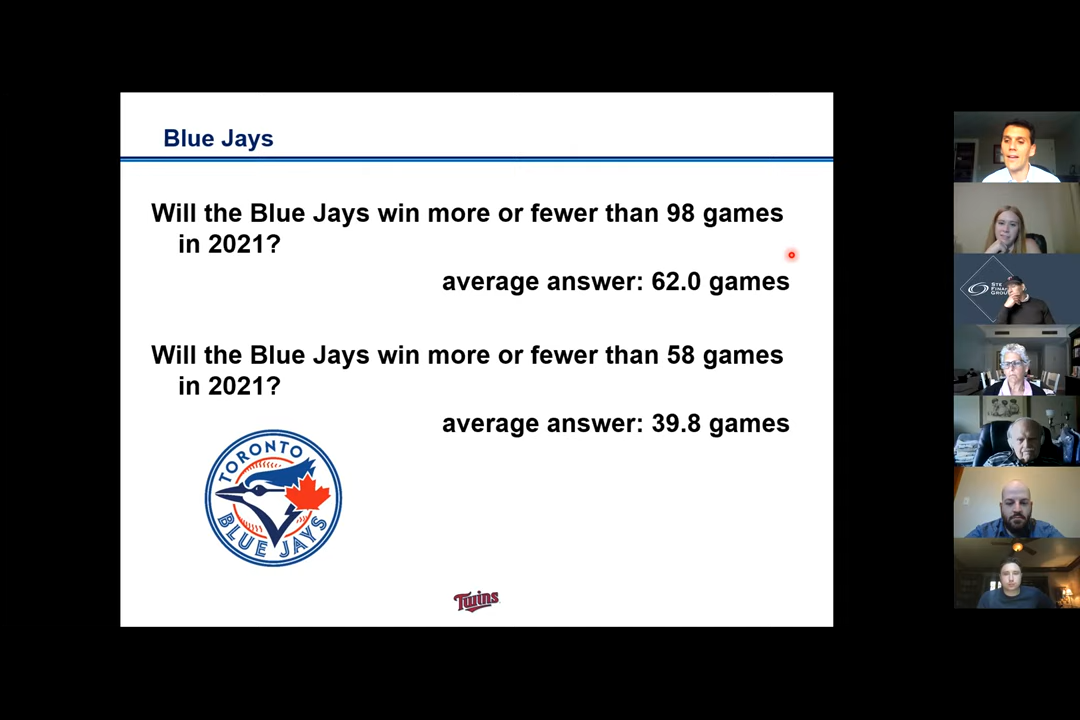 Blue Jays
Will the Blue Jays win more or fewer than 98 games
in 2021?
average answer: 62.0 games
Will the Blue Jays win more or fewer than 58 games
in 2021?
average answer: 39.8 games
TORONTO
BLUE JAYS
Twins